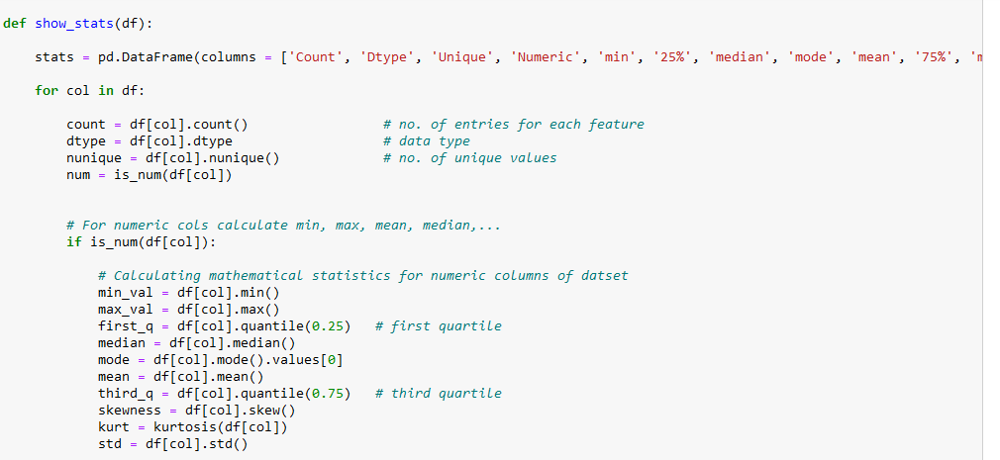 def show_stats(df):
stats = pd.DataFrame(columns = ['Count', 'Dtype', 'Unique', 'Numeric', 'min', '25%', 'median', 'mode', 'mean', '75%',
for col in df:
count = df[col].count() # no. of entries for each feature
dtype = df[col].dtype # data type
nunique = df[col].nunique() # no. of unique values
num = is_num(df[col])
# For numeric cols calculate min, max, mean, median,...
if is_num(df[col]):
# Calculating mathematical statistics for numeric columns of datset
min_val = df[col].min()
max_val = df[col].max()
first_q = df[col].quantile(0.25) # first quartile
median = df[col].median()
mode = df[col].mode().values[0]
mean = df[col].mean()
third_q = df[col].quantile(0.75) # third quartile
skewness = df[col].skew()
kurt = kurtosis(df[col])
std = df[col].std()